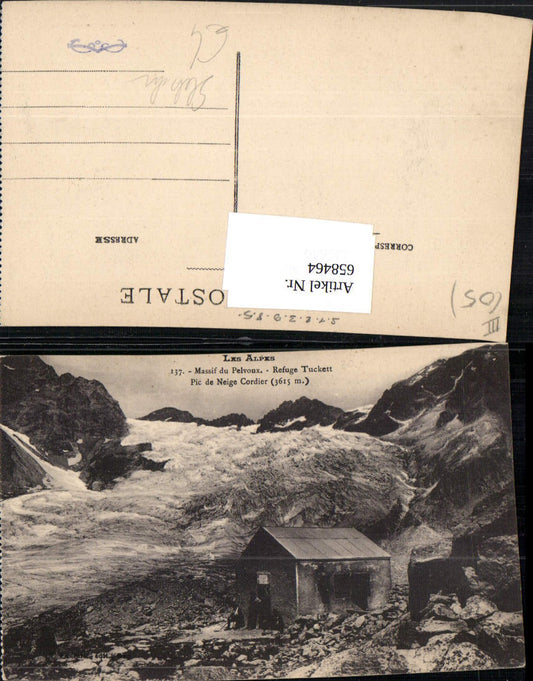 POSTALE
CORRESP
ADRESSE
Artikel Nr.
658464
III
LES ALPES
137. - Massif du Pelvoux. - Refuge Tuckett
Pic de Neige Cordier (3615 m.)